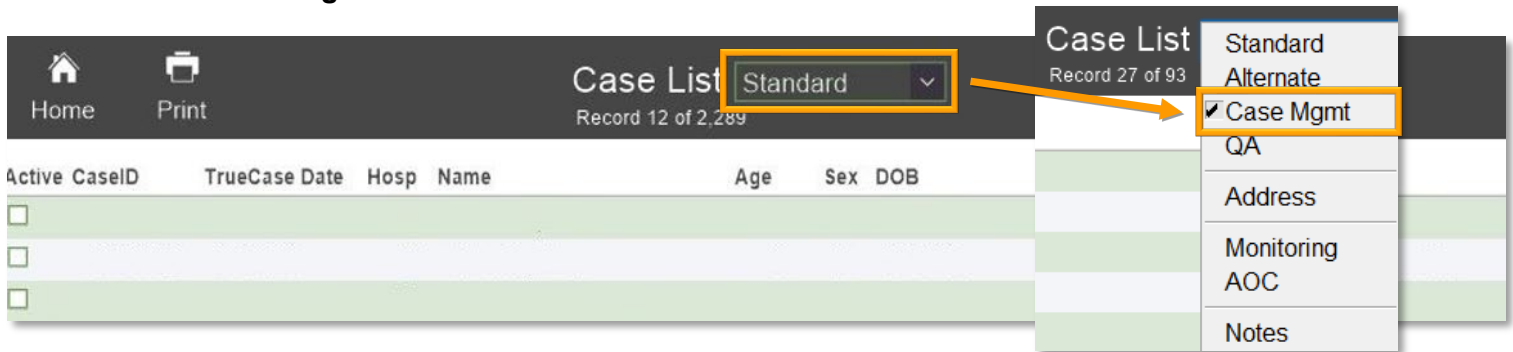 Case List Standard
Record 12 of 2,289
Home Print
Active CaseID TrueCase Date Hosp Name Age Sex DOB
Case List
Record 27 of 93
Standard
Alternate
Case Mgmt
QA
Address
Monitoring
AOC
Notes